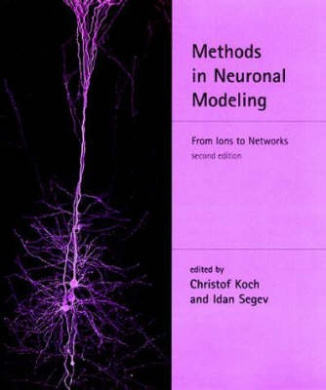 Methods
in Neuronal
Modeling
From Ions to Networks
second edition
edited by
Christof Koch
and Idan Segev